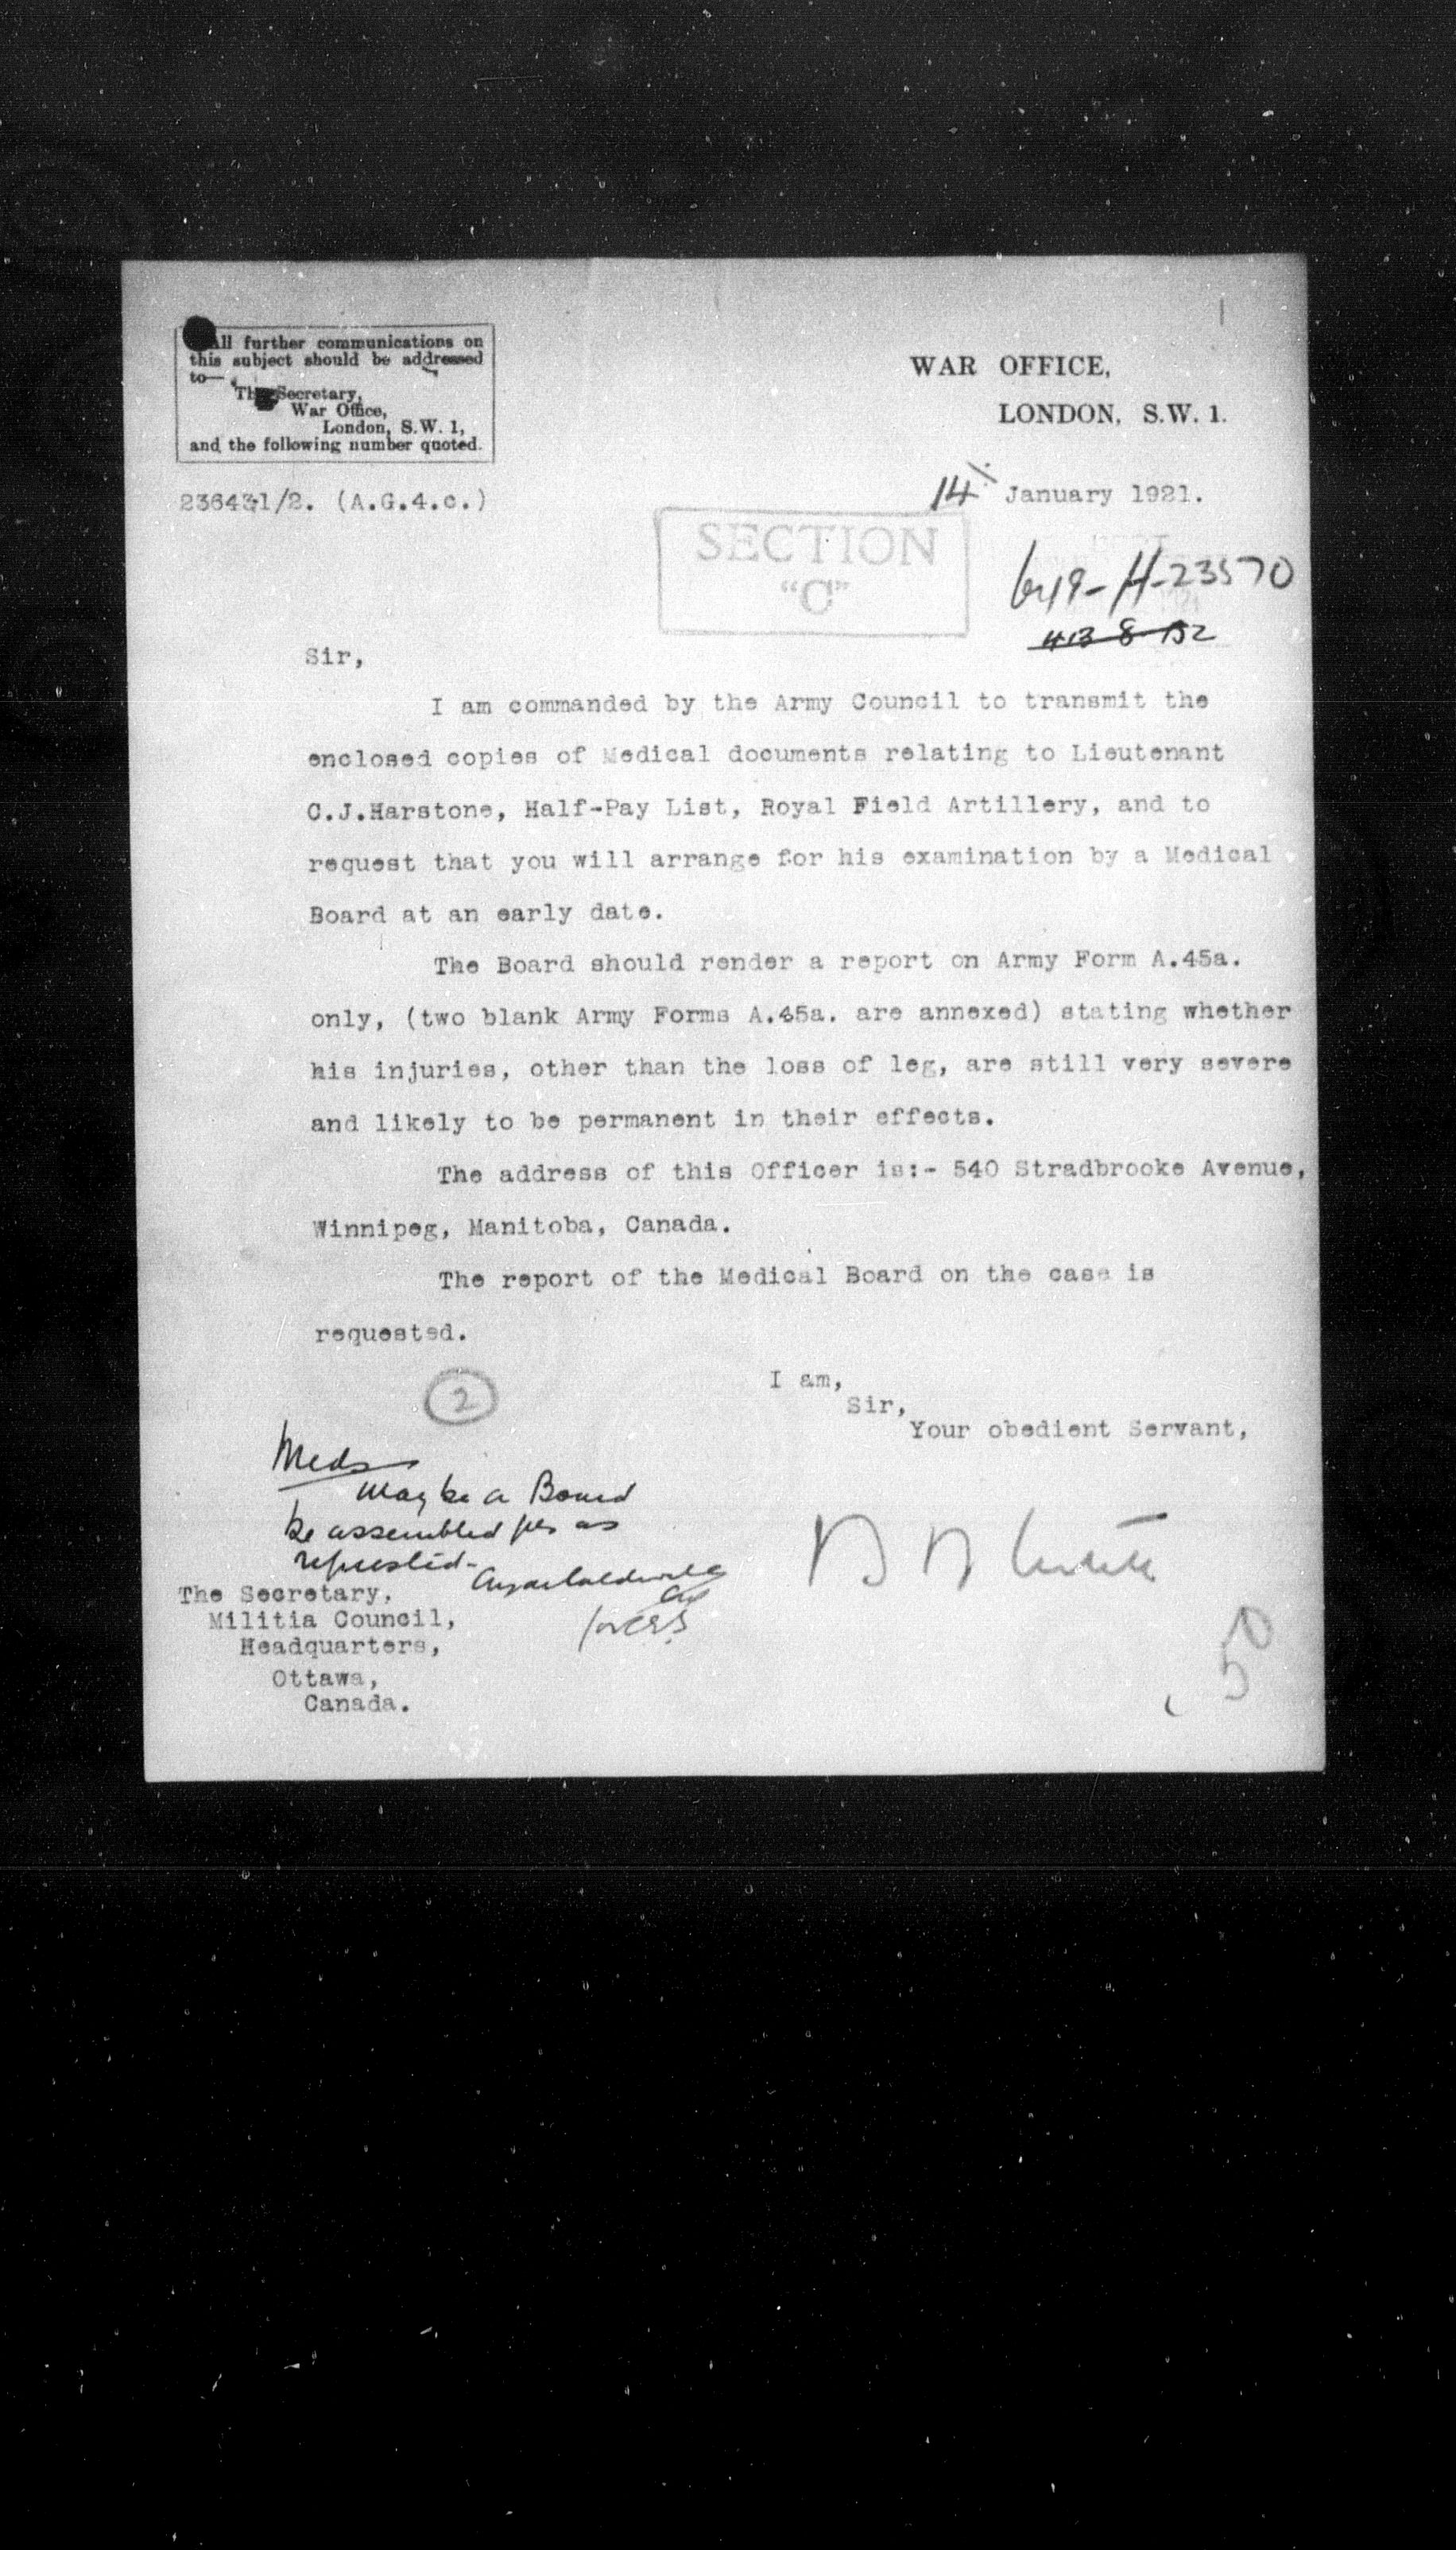 All further communications on
this subject should be addressed
to—
The Secretary,
War Office,
London, S.W. 1,
and the following number quoted.
WAR OFFICE,
LONDON, S.W. 1.
236431/2. (A.G.4.c.)
14 January 1921.
SECTION
"C"
649-H-23570
Sir,
I am commanded by the Army Council to transmit the
enclosed copies of Medical documents relating to Lieutenant
C.J.Harstone, Half-Pay List, Royal Field Artillery, and to
request that you will arrange for his examination by a Medical
Board at an early date.
The Board should render a report on Army Form A.45a.
only, (two blank Army Forms A.45a. are annexed) stating whether
his injuries, other than the loss of leg, are still very severe
and likely to be permanent in their effects.
The address of this Officer is:- 540 Stradbrooke Avenue,
Winnipeg, Manitoba, Canada.
The report of the Medical Board on the case is
requested.
I am,
Sir,
Your obedient Servant,
2
Meds
May be a Board
be assembled pls as
requested-
The Secretary,
Militia Council,
Headquarters,
Ottawa,
Canada.
50